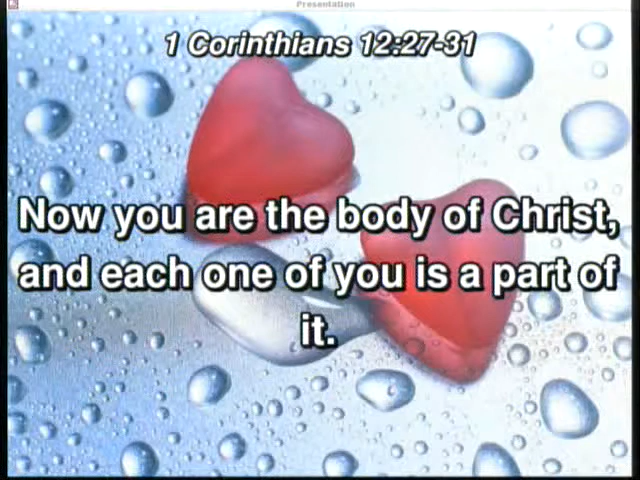 Presentation
1 Corinthians 12:27-31
Now you are the body of Christ,
and each one of you is a part of
it.